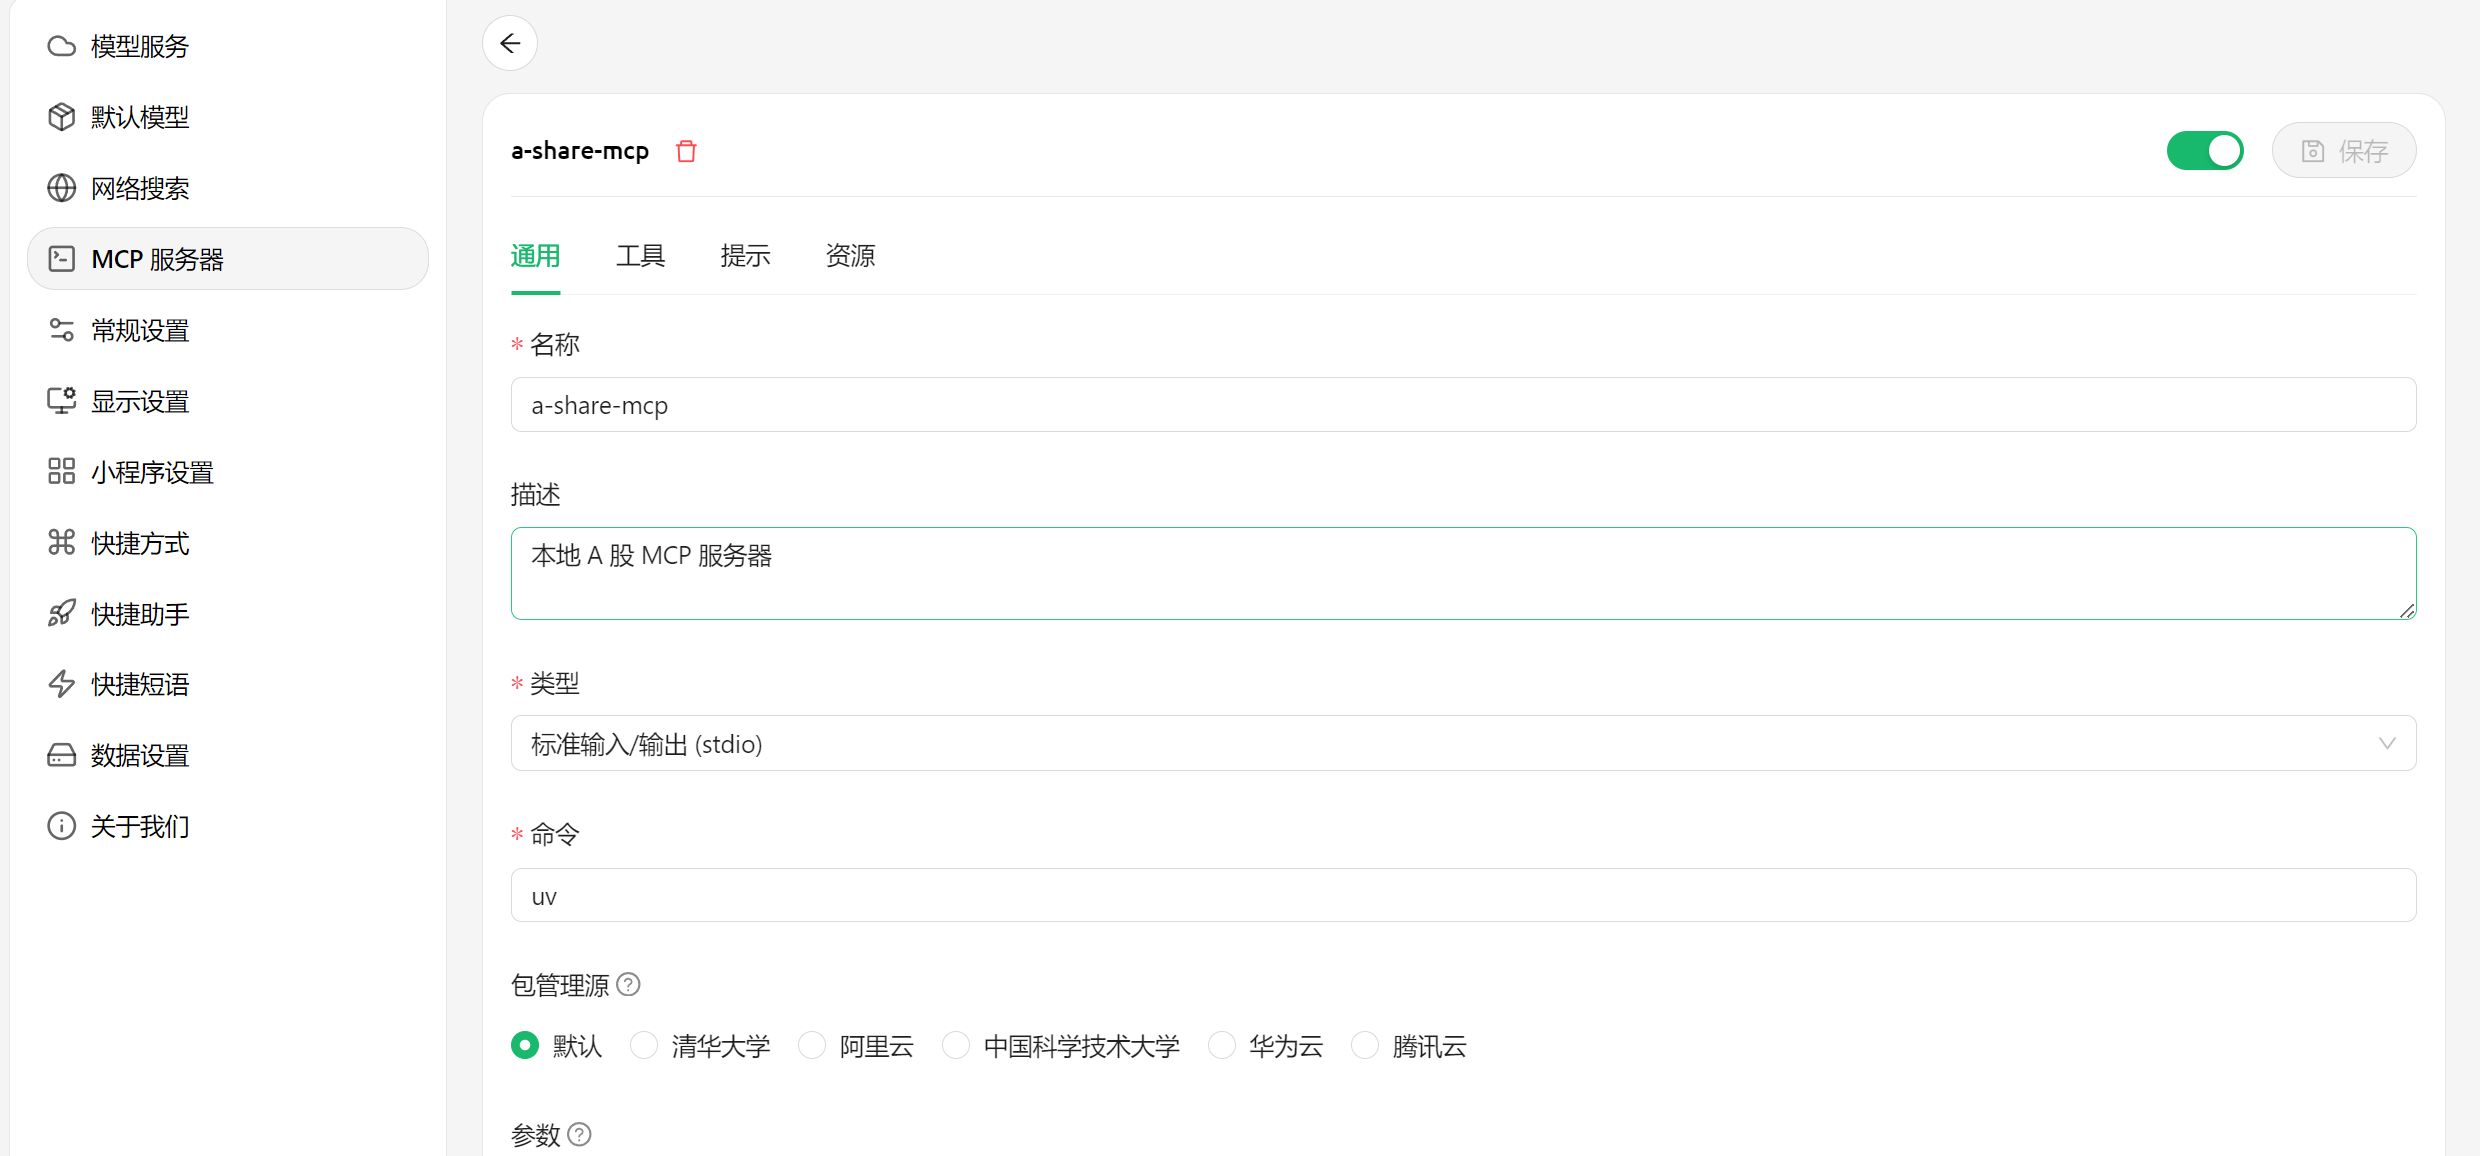 模型服务
默认模型
网络搜索
MCP 服务器
常规设置
显示设置
小程序设置
快捷方式
快捷助手
快捷短语
数据设置
关于我们
a-share-mcp
保存
通用 工具 提示 资源
* 名称
a-share-mcp
描述
本地 A 股 MCP 服务器
* 类型
标准输入/输出 (stdio)
* 命令
uv
包管理源 ?
默认 清华大学 阿里云 中国科学技术大学 华为云 腾讯云
参数 ?